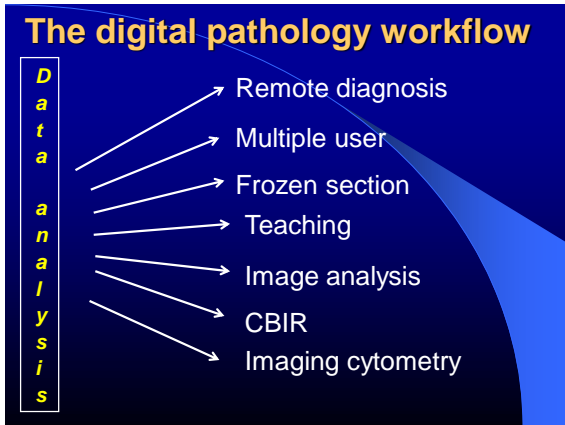 The digital pathology workflow
Data analysis
Remote diagnosis
Multiple user
Frozen section
Teaching
Image analysis
CBIR
Imaging cytometry